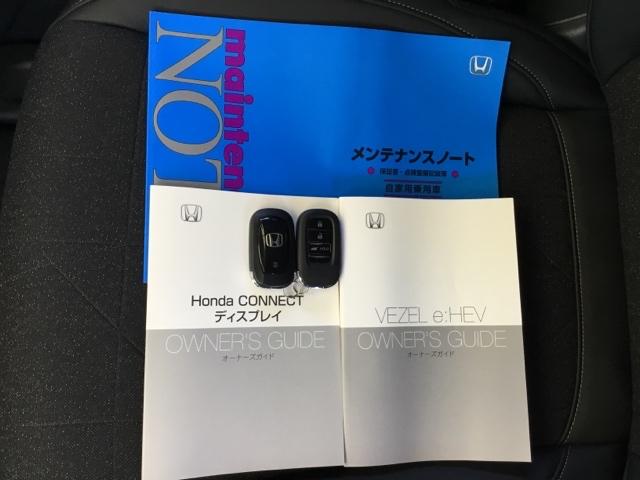 mainten
NOT
メンテナンスノート
保証書・点検整備記録簿
自家用乗用車
Honda CONNECT
ディスプレイ
OWNER'S GUIDE
オーナーズガイド
VEZEL e:HEV
OWNER'S GUIDE
オーナーズガイド